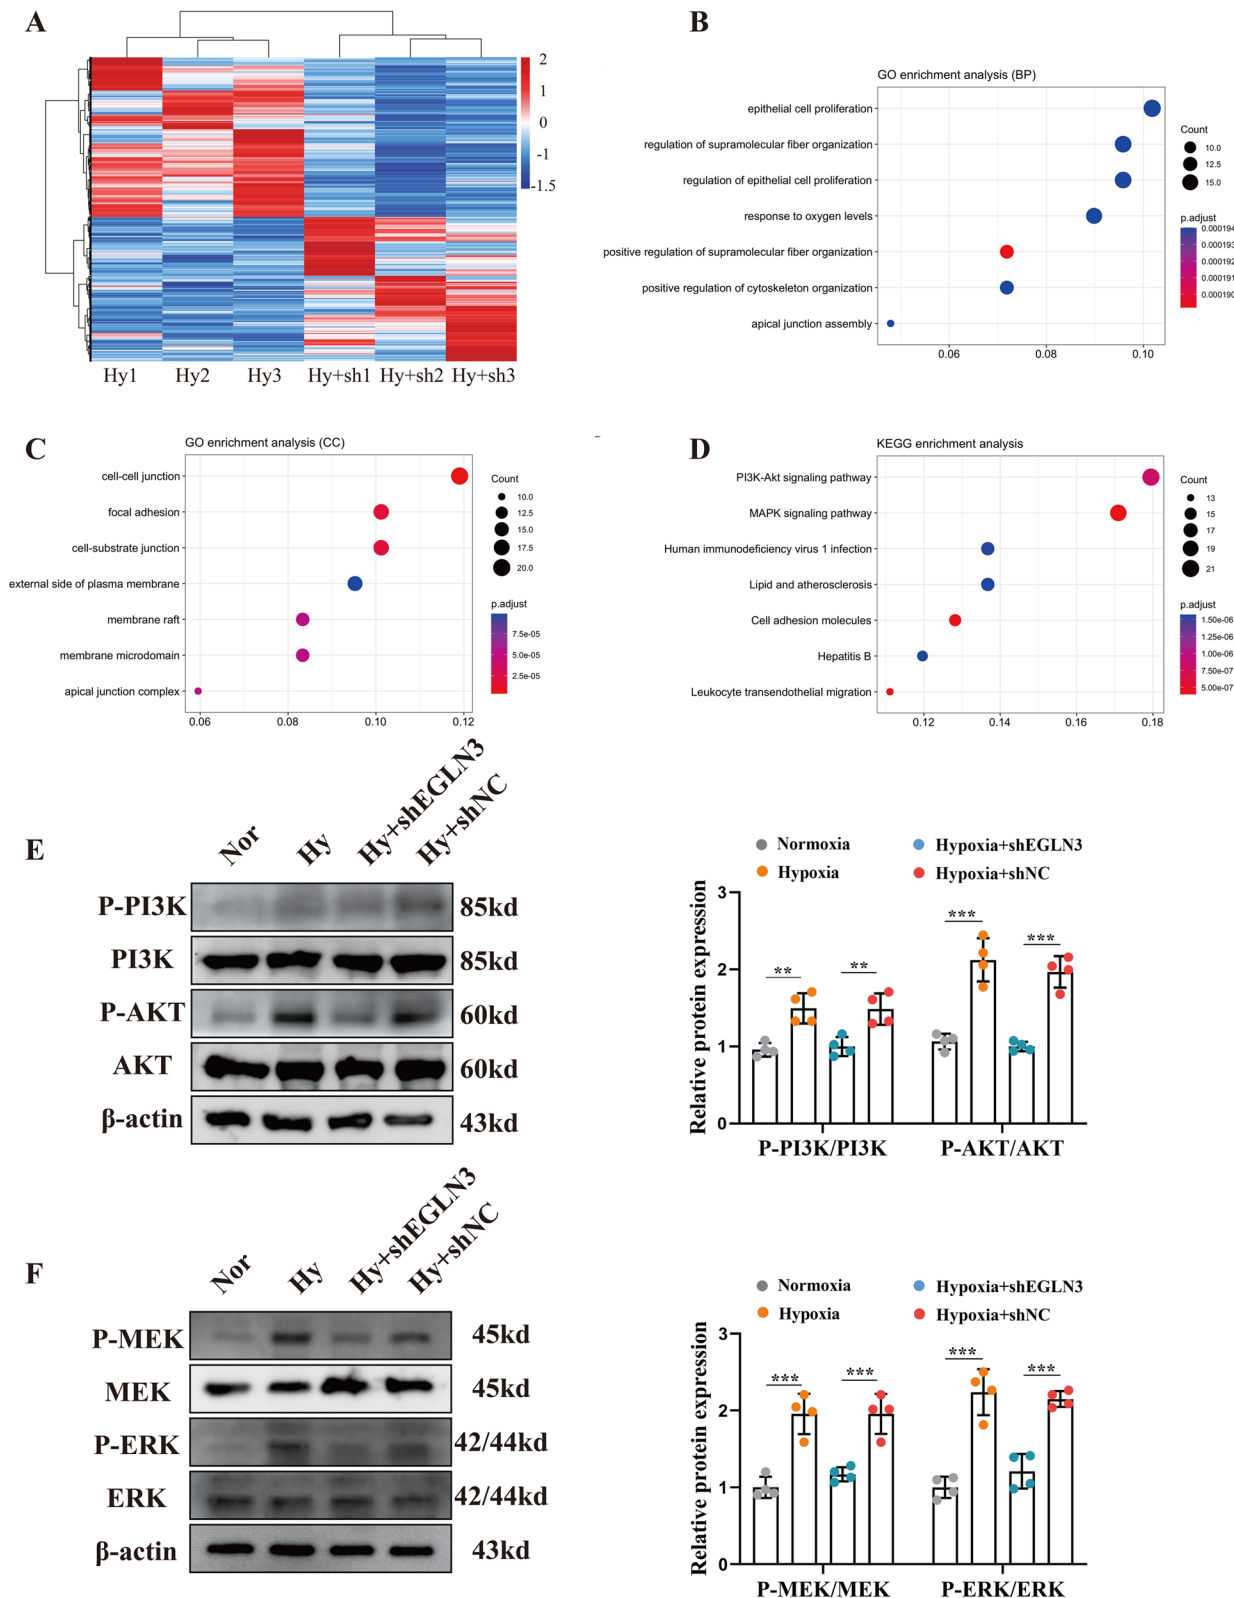 A
2
1
0
-1
-1.5
Hy1 Hy2 Hy3 Hy+sh1 Hy+sh2 Hy+sh3
B
GO enrichment analysis (BP)
epithelial cell proliferation
regulation of supramolecular fiber organization
regulation of epithelial cell proliferation
response to oxygen levels
positive regulation of supramolecular fiber organization
positive regulation of cytoskeleton organization
apical junction assembly
0.06 0.08 0.10
Count
10.0
12.5
15.0
p.adjust
0.000194
0.000193
0.000192
0.000191
0.000190
C
GO enrichment analysis (CC)
cell-cell junction
focal adhesion
cell-substrate junction
external side of plasma membrane
membrane raft
membrane microdomain
apical junction complex
0.06 0.08 0.10 0.12
Count
10.0
12.5
15.0
17.5
20.0
p.adjust
7.5e-05
5.0e-05
2.5e-05
D
KEGG enrichment analysis
PI3K-Akt signaling pathway
MAPK signaling pathway
Human immunodeficiency virus 1 infection
Lipid and atherosclerosis
Cell adhesion molecules
Hepatitis B
Leukocyte transendothelial migration
0.12 0.14 0.16 0.18
Count
13
15
17
19
21
p.adjust
1.50e-06
1.25e-06
1.00e-06
7.50e-07
5.00e-07
E
Nor Hy Hy+shEGLN3 Hy+shNC
P-PI3K 85kd
PI3K 85kd
P-AKT 60kd
AKT 60kd
β-actin 43kd
Normoxia Hypoxia+shEGLN3
Hypoxia Hypoxia+shNC
Relative protein expression
3
2
1
0
** ** *** ***
P-PI3K/PI3K P-AKT/AKT
F
Nor Hy Hy+shEGLN3 Hy+shNC
P-MEK 45kd
MEK 45kd
P-ERK 42/44kd
ERK 42/44kd
β-actin 43kd
Normoxia Hypoxia+shEGLN3
Hypoxia Hypoxia+shNC
Relative protein expression
3
2
1
0
*** *** *** ***
P-MEK/MEK P-ERK/ERK